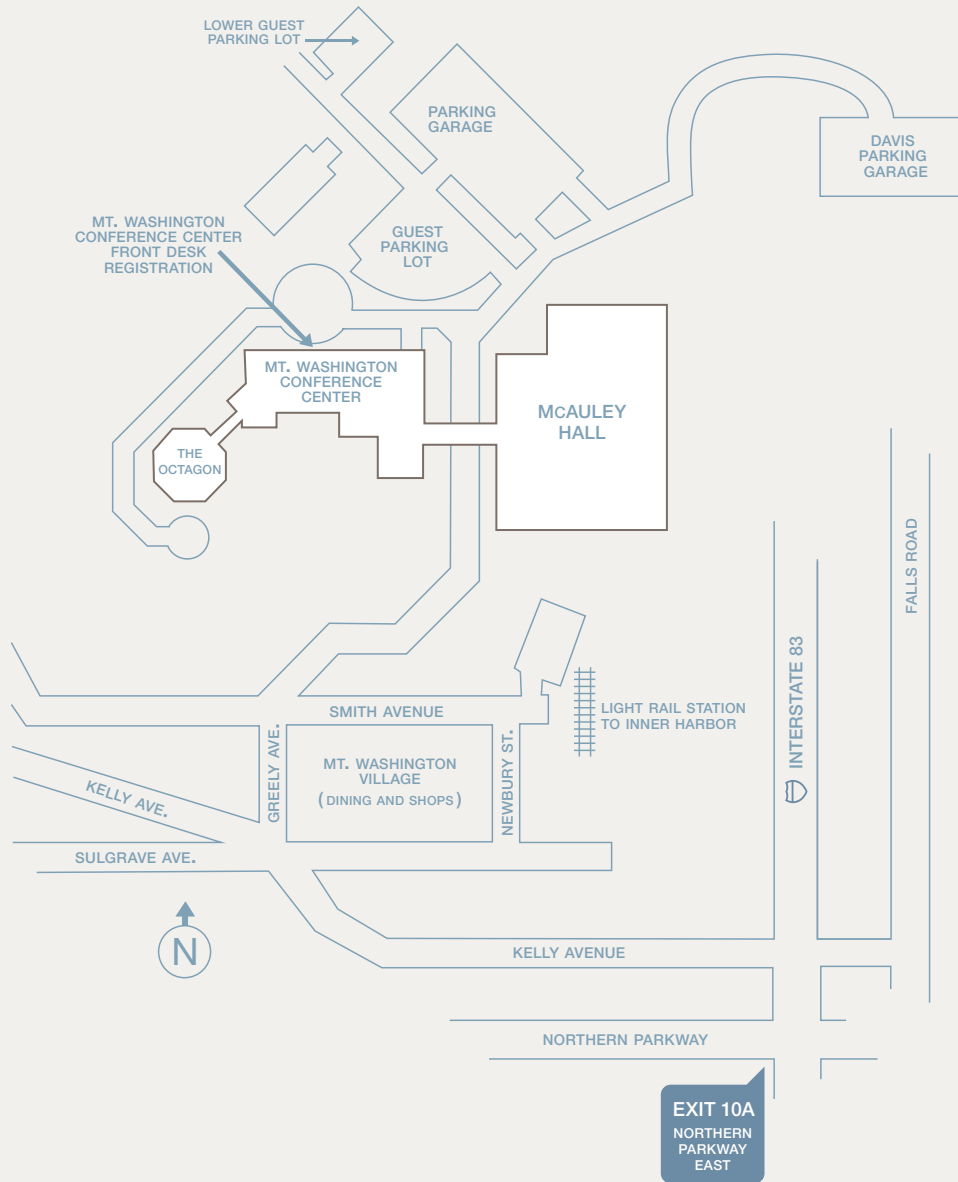 LOWER GUEST
PARKING LOT
PARKING
GARAGE
DAVIS
PARKING
GARAGE
MT. WASHINGTON
CONFERENCE CENTER
FRONT DESK
REGISTRATION
GUEST
PARKING
LOT
MT. WASHINGTON
CONFERENCE
CENTER
MCAULEY
HALL
THE
OCTAGON
FALLS ROAD
INTERSTATE 83
SMITH AVENUE
LIGHT RAIL STATION
TO INNER HARBOR
GREELY AVE.
MT. WASHINGTON
VILLAGE
(DINING AND SHOPS)
NEWBURY ST.
KELLY AVE.
SULGRAVE AVE.
N
KELLY AVENUE
NORTHERN PARKWAY
EXIT 10A
NORTHERN
PARKWAY
EAST